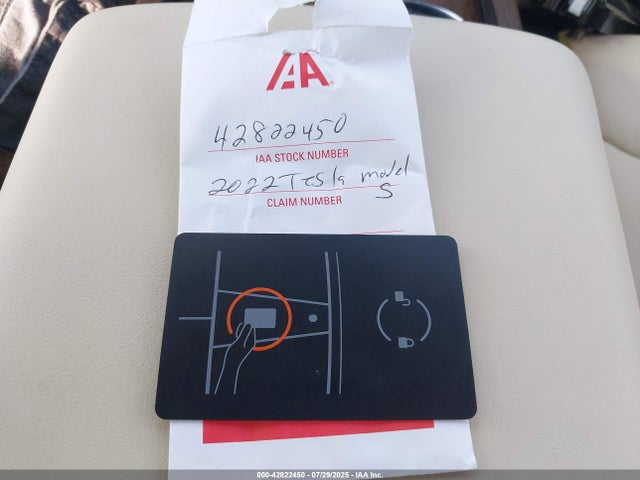 IAA
42822450
IAA STOCK NUMBER
2022 Tesla model
S
CLAIM NUMBER
000-42822450 - 07/29/2025 - IAA Inc.